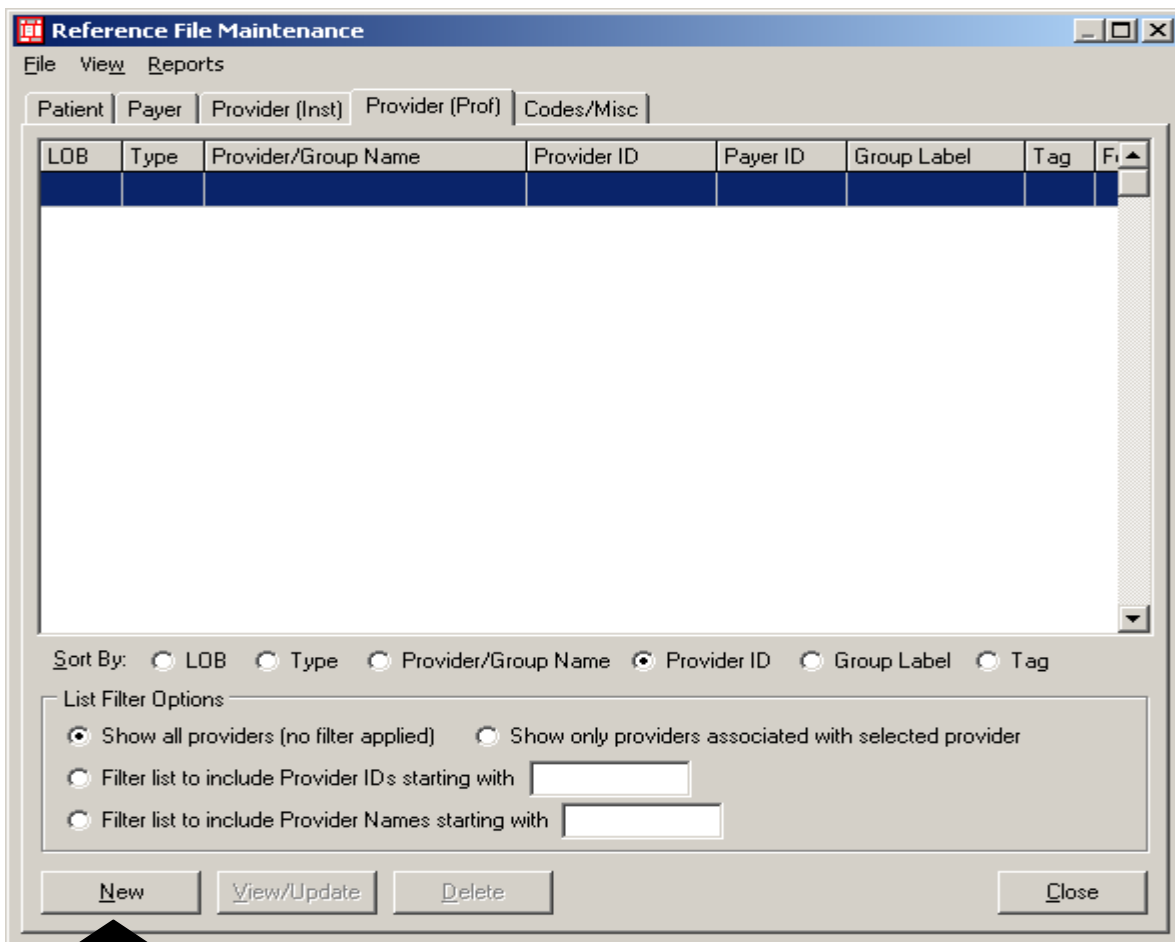 Reference File Maintenance
File View Reports
Patient Payer Provider (Inst) Provider (Prof) Codes/Misc
LOB Type Provider/Group Name Provider ID Payer ID Group Label Tag
Sort By: LOB Type Provider/Group Name Provider ID Group Label Tag
List Filter Options
Show all providers (no filter applied) Show only providers associated with selected provider
Filter list to include Provider IDs starting with
Filter list to include Provider Names starting with
New View/Update Delete Close